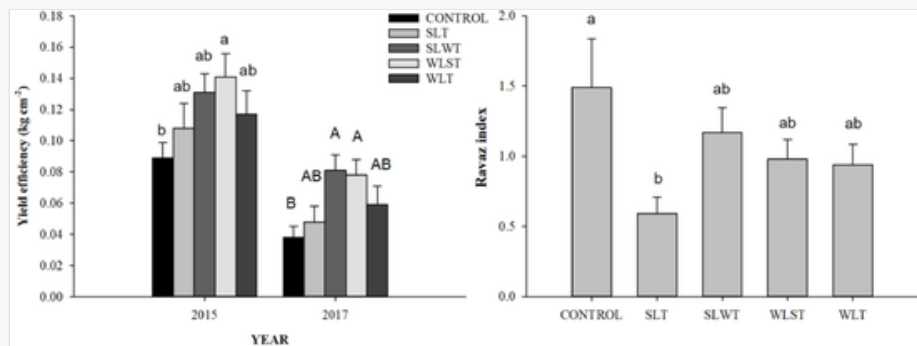 Yield efficiency (kg cm⁻²)
0.18
0.16
0.14
0.12
0.10
0.08
0.06
0.04
0.02
0.00
b
ab
ab
a
ab
B
AB
A
A
AB
CONTROL
SLT
SLWT
WLST
WLT
2015
2017
YEAR
Ravaz index
2.0
1.5
1.0
0.5
0.0
a
b
ab
ab
ab
CONTROL SLT SLWT WLST WLT